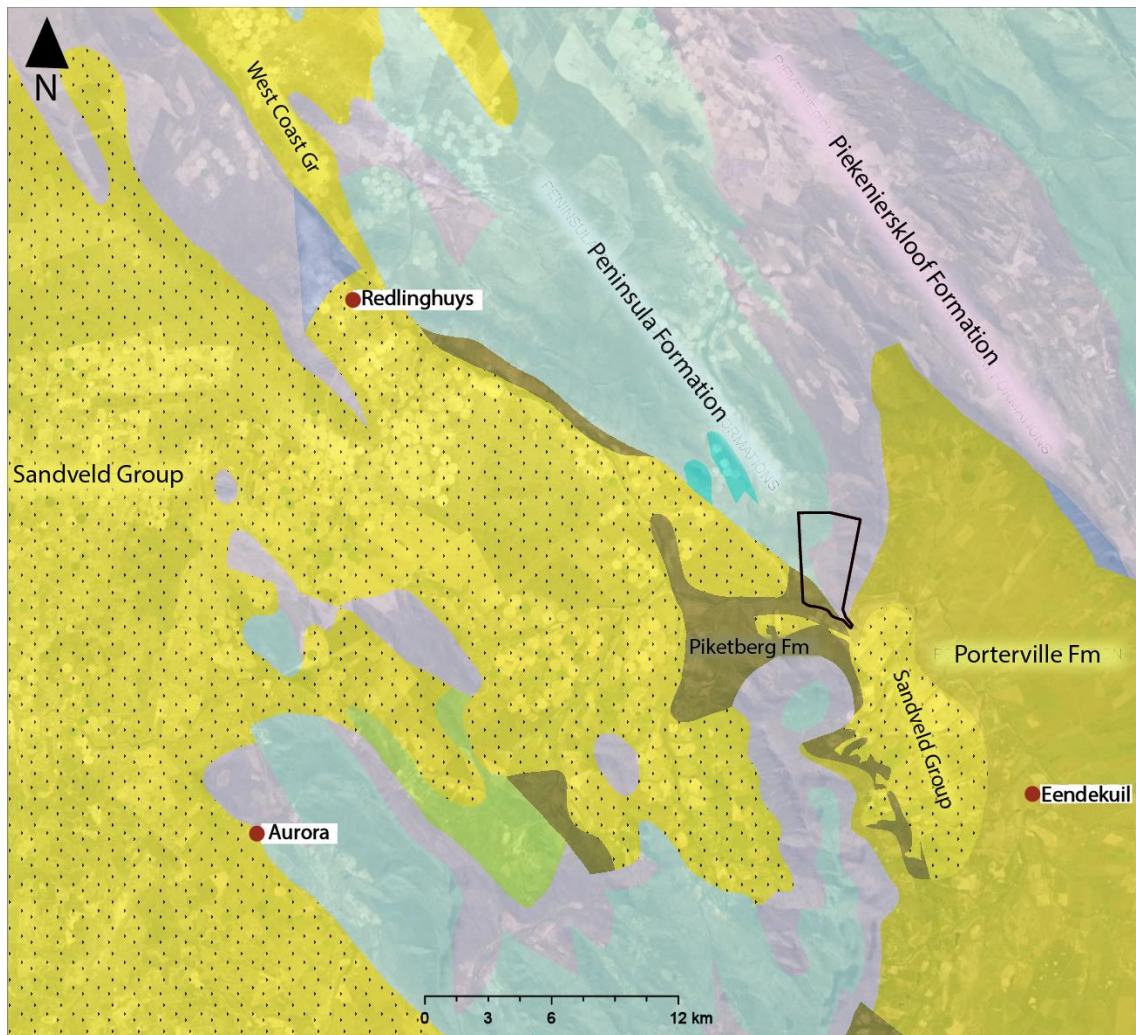 N
West Coast Gr
Piekenierskloof Formation
Peninsula Formation
Redlinghuys
Sandveld Group
Piketberg Fm
Porterville Fm
Sandveld Group
Eendekuil
Aurora
0 3 6 12 km